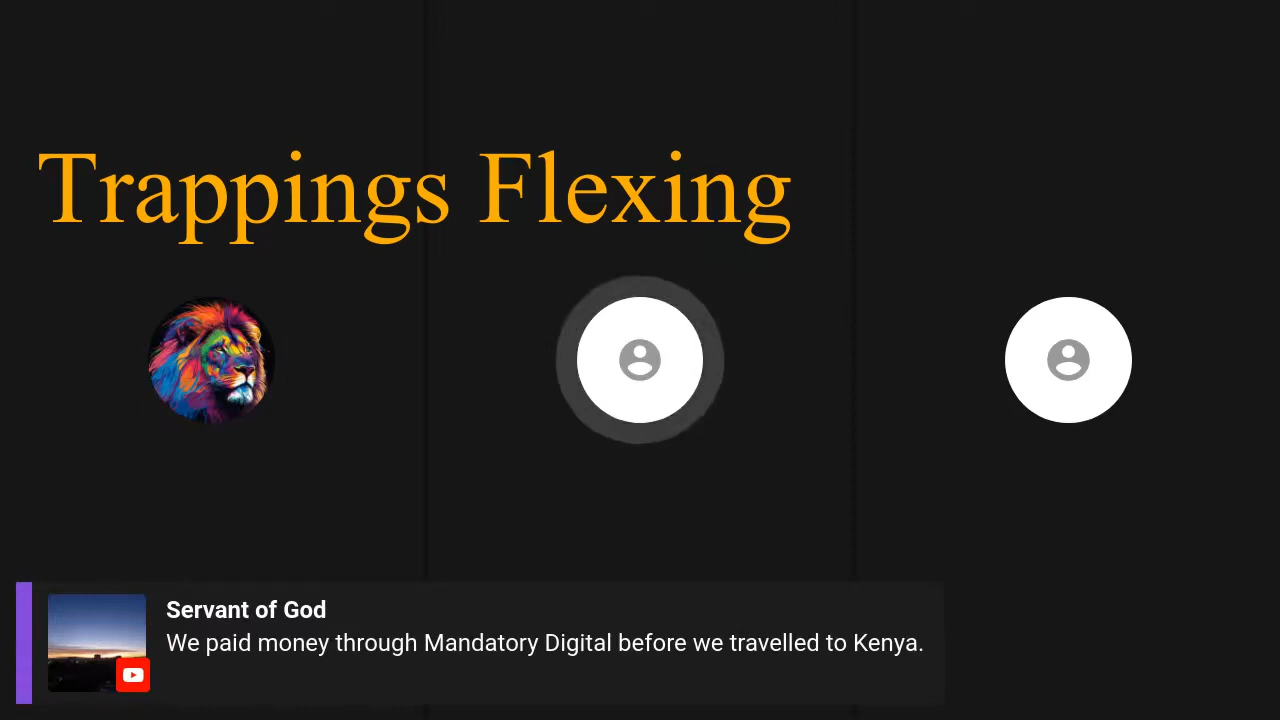 Trappings Flexing
Servant of God
We paid money through Mandatory Digital before we travelled to Kenya.